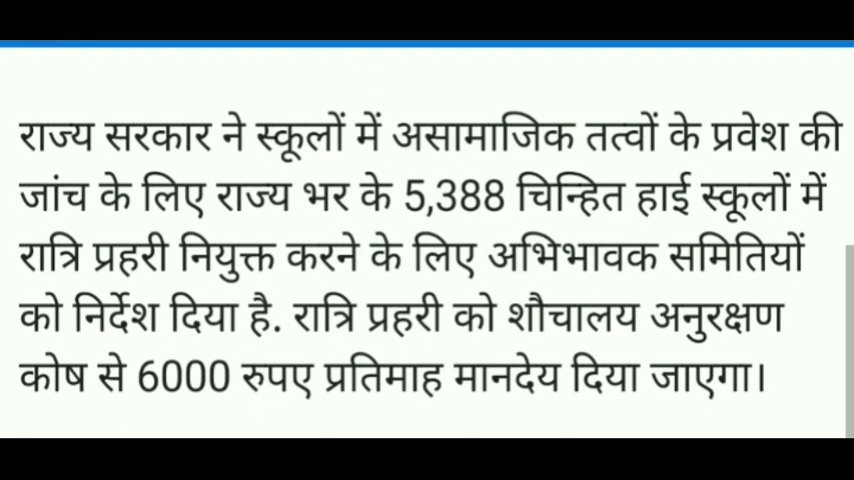 राज्य सरकार ने स्कूलों में असामाजिक तत्वों के प्रवेश की
जांच के लिए राज्य भर के 5,388 चिन्हित हाई स्कूलों में
रात्रि प्रहरी नियुक्त करने के लिए अभिभावक समितियों
को निर्देश दिया है. रात्रि प्रहरी को शौचालय अनुरक्षण
कोष से 6000 रुपए प्रतिमाह मानदेय दिया जाएगा।